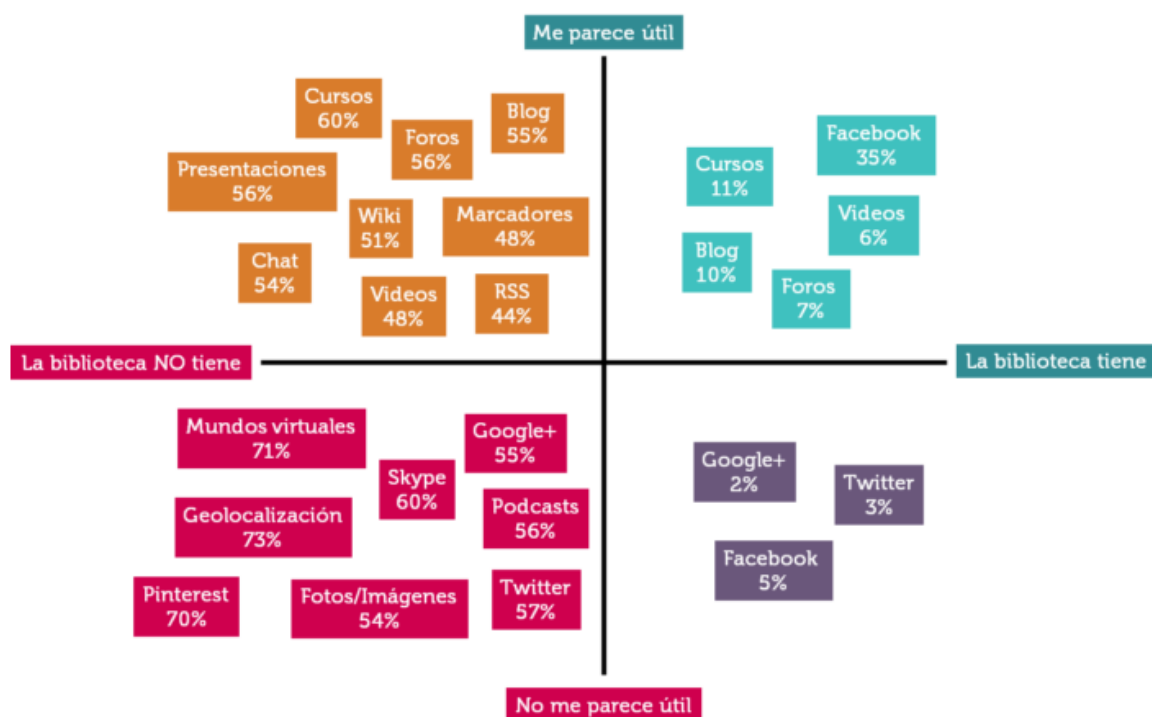 Me parece útil
Cursos
60%
Foros
56%
Blog
55%
Presentaciones
56%
Wiki
51%
Marcadores
48%
Chat
54%
Videos
48%
RSS
44%
Facebook
35%
Cursos
11%
Videos
6%
Blog
10%
Foros
7%
La biblioteca NO tiene
La biblioteca tiene
Mundos virtuales
71%
Google+
55%
Skype
60%
Geolocalización
73%
Podcasts
56%
Pinterest
70%
Fotos/Imágenes
54%
Twitter
57%
Google+
2%
Twitter
3%
Facebook
5%
No me parece útil